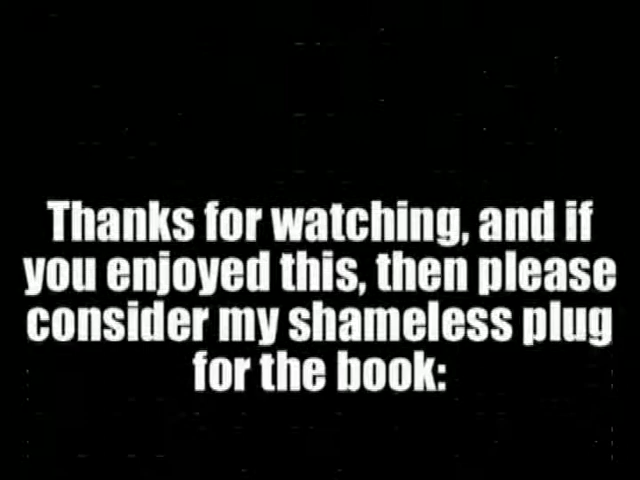 Thanks for watching, and if
you enjoyed this, then please
consider my shameless plug
for the book: